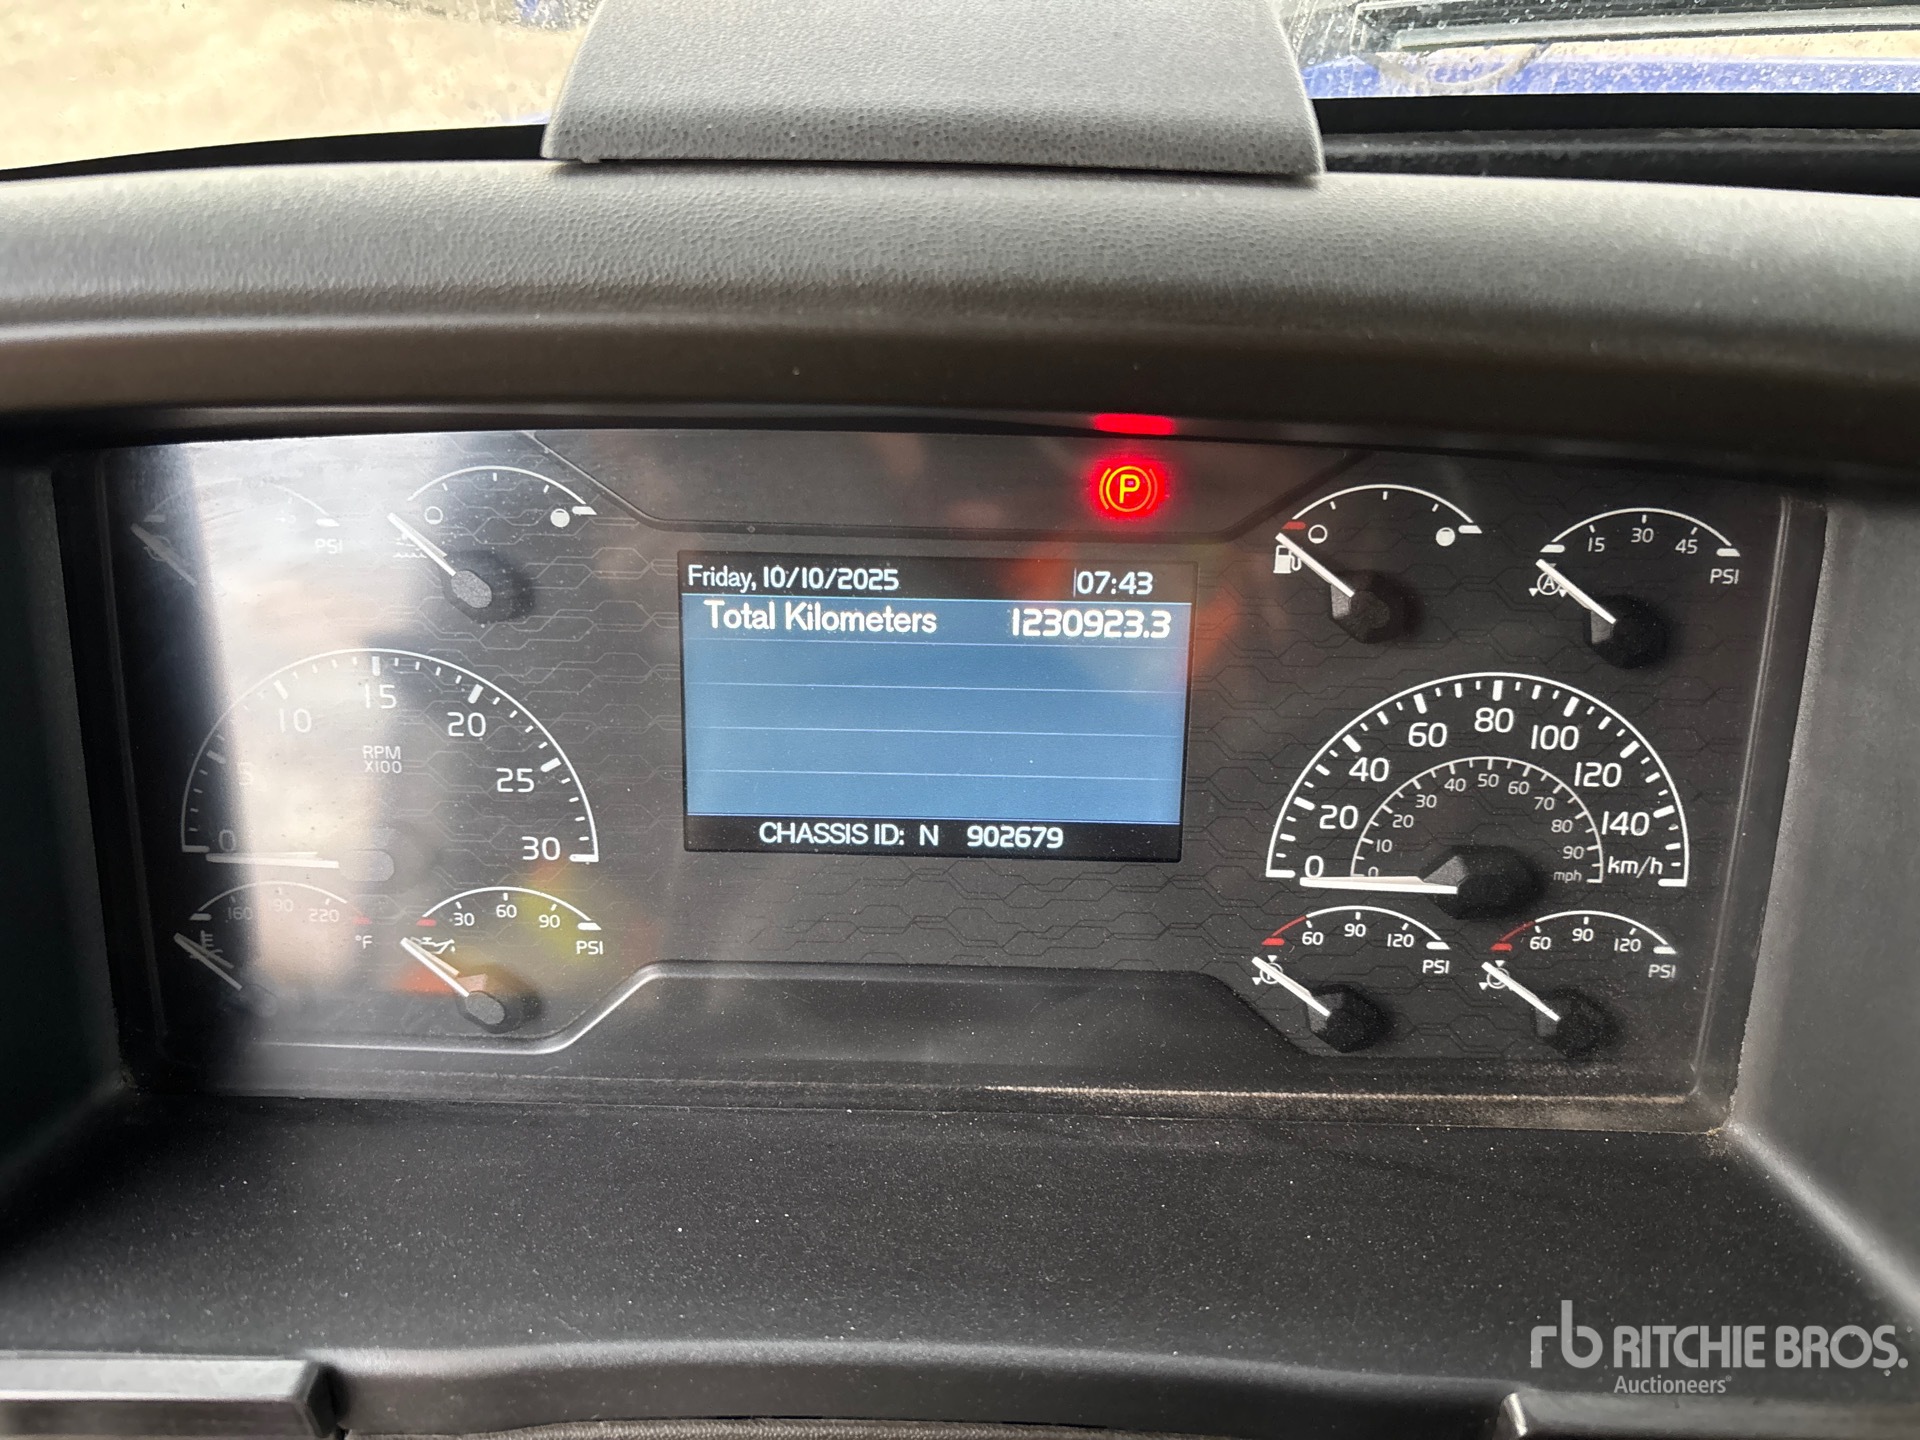 Friday, 10/10/2025 07:43
Total Kilometers 1230923.3
CHASSIS ID: N 902679
PSI
0 5 10 15 20 25 30
RPM
X100
160 190 220
°F
30 60 90
PSI
15 30 45
PSI
0 20 40 60 80 100 120 140
km/h
0 10 20 30 40 50 60 70 80 90
mph
60 90 120
PSI
60 90 120
PSI
P
A
rb RITCHIE BROS.
Auctioneers